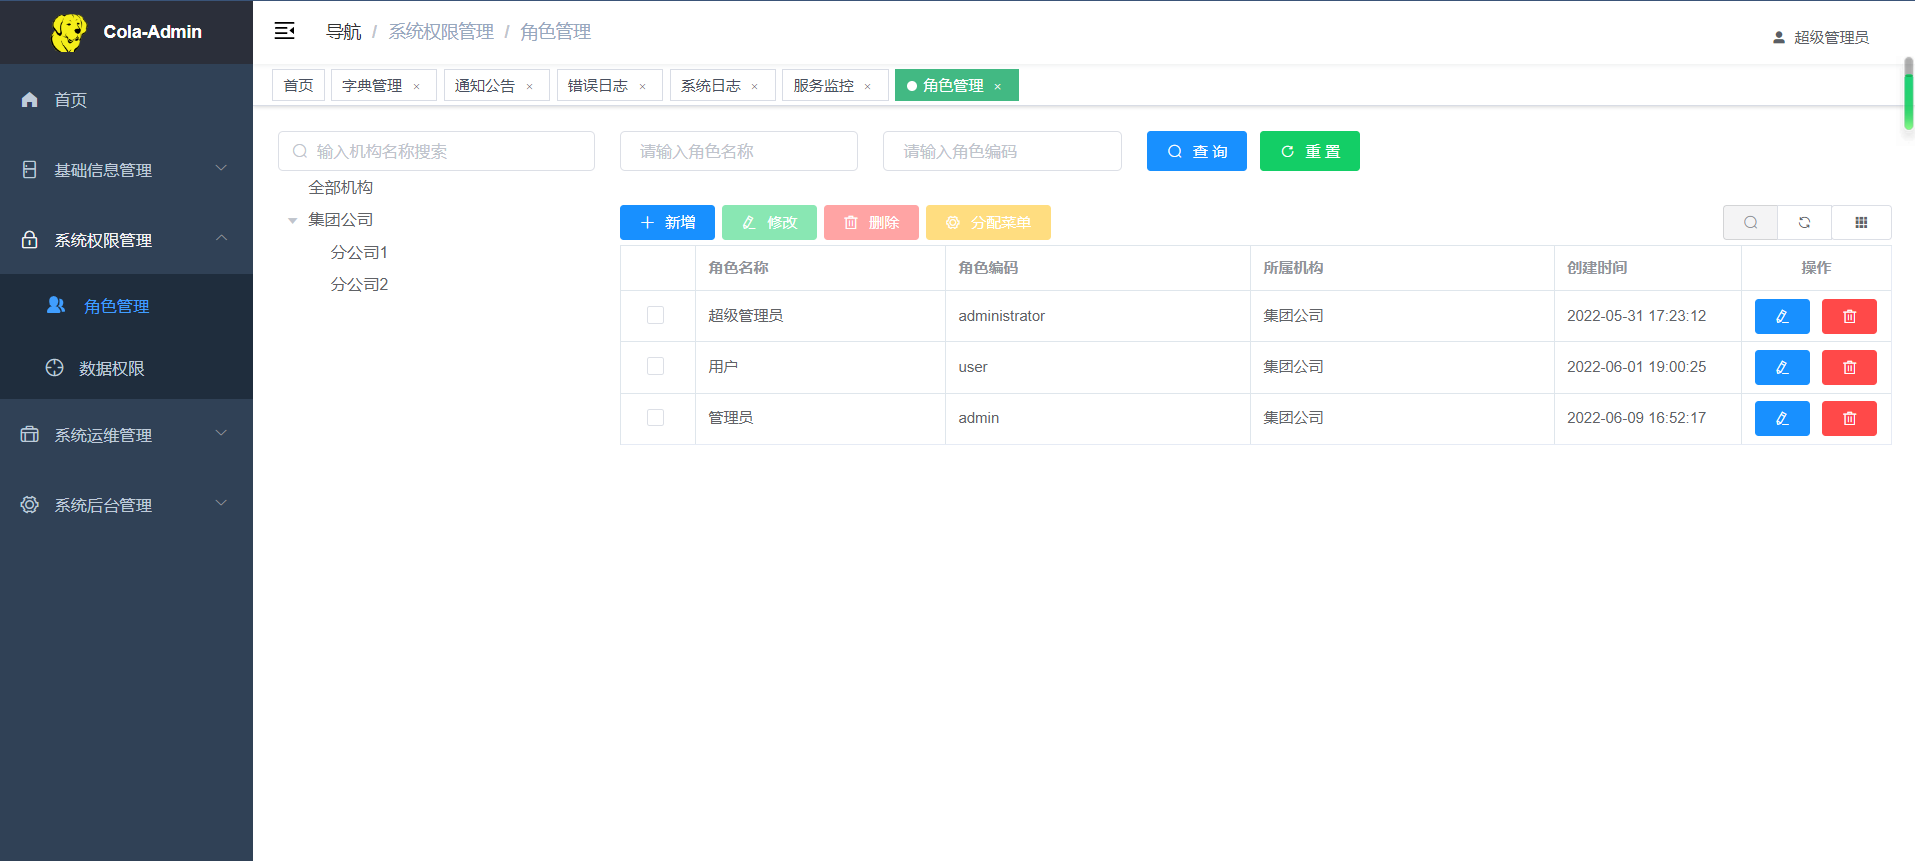 Cola-Admin
首页
基础信息管理
系统权限管理
角色管理
数据权限
系统运维管理
系统后台管理
导航 / 系统权限管理 / 角色管理
超级管理员
首页 字典管理 × 通知公告 × 错误日志 × 系统日志 × 服务监控 × 角色管理 ×
输入机构名称搜索 请输入角色名称 请输入角色编码 查 询 重 置
全部机构
集团公司
分公司1
分公司2
新增 修改 删除 分配菜单
角色名称 角色编码 所属机构 创建时间 操作
超级管理员 administrator 集团公司 2022-05-31 17:23:12
用户 user 集团公司 2022-06-01 19:00:25
管理员 admin 集团公司 2022-06-09 16:52:17